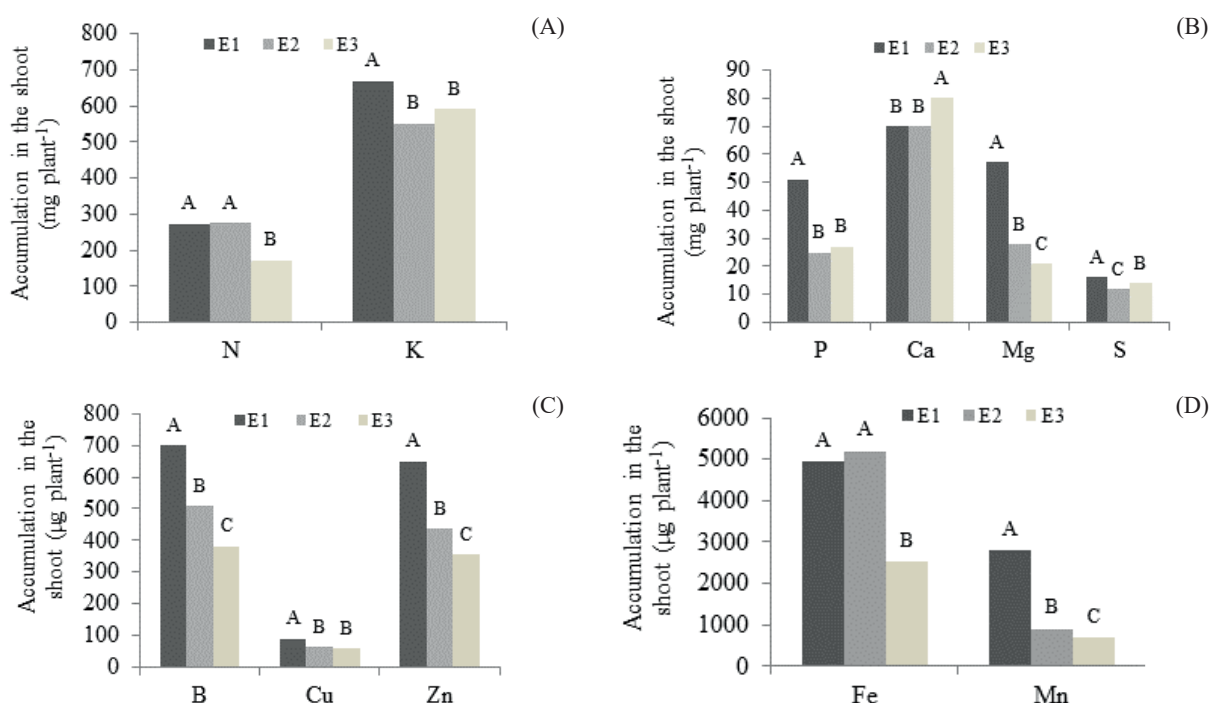 (A)
E1 E2 E3
Accumulation in the shoot
(mg plant-1)
800
700
600
500
400
300
200
100
0
A A B
A B B
N K
(B)
E1 E2 E3
Accumulation in the shoot
(mg plant-1)
90
80
70
60
50
40
30
20
10
0
A B B
B B A
A B C
A C B
P Ca Mg S
(C)
E1 E2 E3
Accumulation in the
shoot (µg plant-1)
800
700
600
500
400
300
200
100
0
A B C
A B B
A B C
B Cu Zn
(D)
E1 E2 E3
Accumulation in the
shoot (µg plant-1)
6000
5000
4000
3000
2000
1000
0
A A B
A B C
Fe Mn